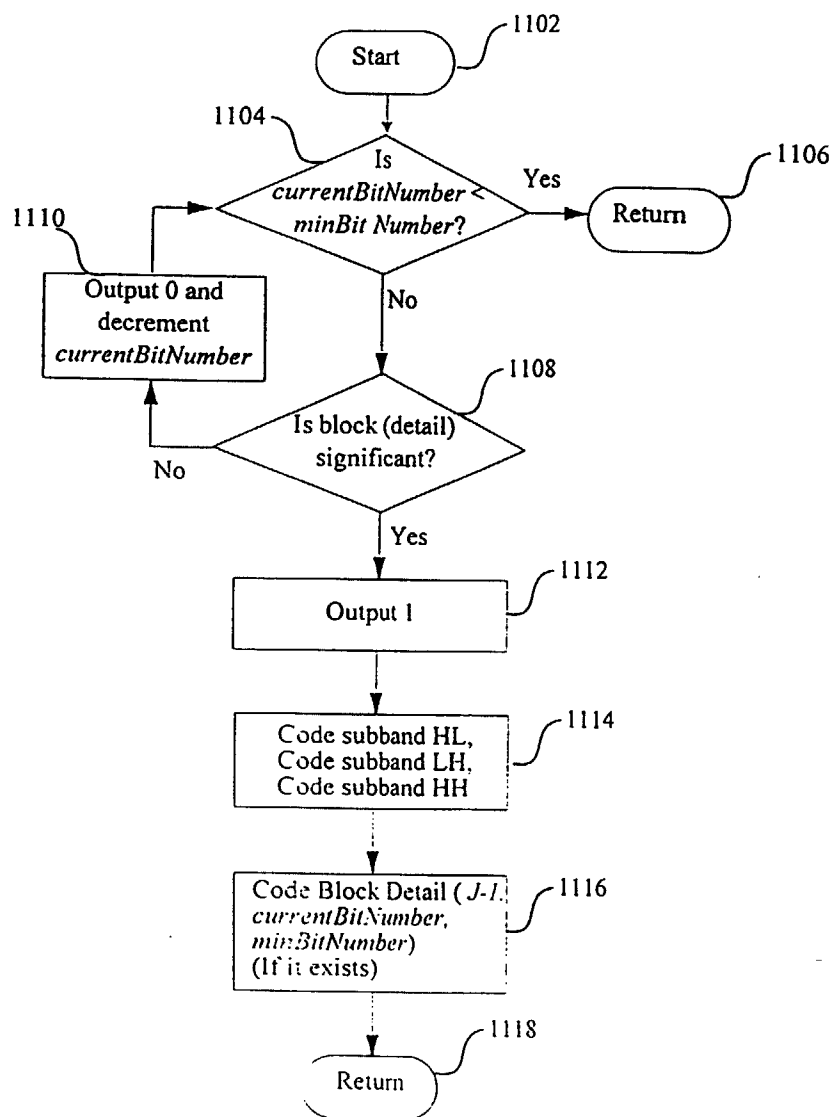 1102
Start
1104
Is
currentBitNumber <
minBit Number?
Yes
1106
Return
1110
Output 0 and
decrement
currentBitNumber
No
1108
Is block (detail)
significant?
No
Yes
1112
Output 1
1114
Code subband HL,
Code subband LH,
Code subband HH
1116
Code Block Detail ( J-1,
currentBitNumber,
minBitNumber)
(If it exists)
1118
Return